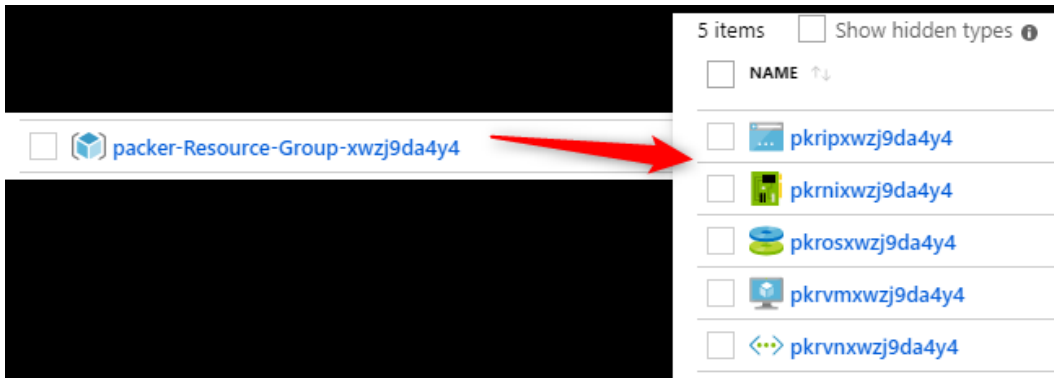 5 items Show hidden types
NAME
packer-Resource-Group-xwzj9da4y4
pkripxwzj9da4y4
pkrnixwzj9da4y4
pkrosxwzj9da4y4
pkrvmxwzj9da4y4
pkrvnxwzj9da4y4